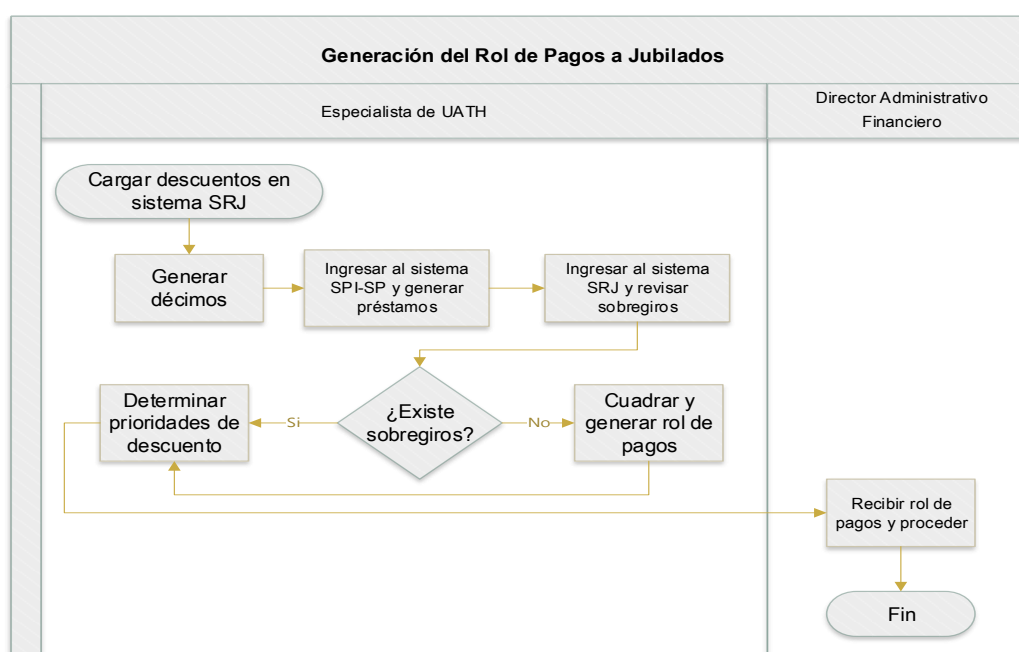 Generación del Rol de Pagos a Jubilados
Especialista de UATH
Director Administrativo
Financiero
Cargar descuentos en
sistema SRJ
Generar
décimos
Ingresar al sistema
SPI-SP y generar
préstamos
Ingresar al sistema
SRJ y revisar
sobregiros
Determinar
prioridades de
descuento
Si
¿Existe
sobregiros?
No
Cuadrar y
generar rol de
pagos
Recibir rol de
pagos y proceder
Fin